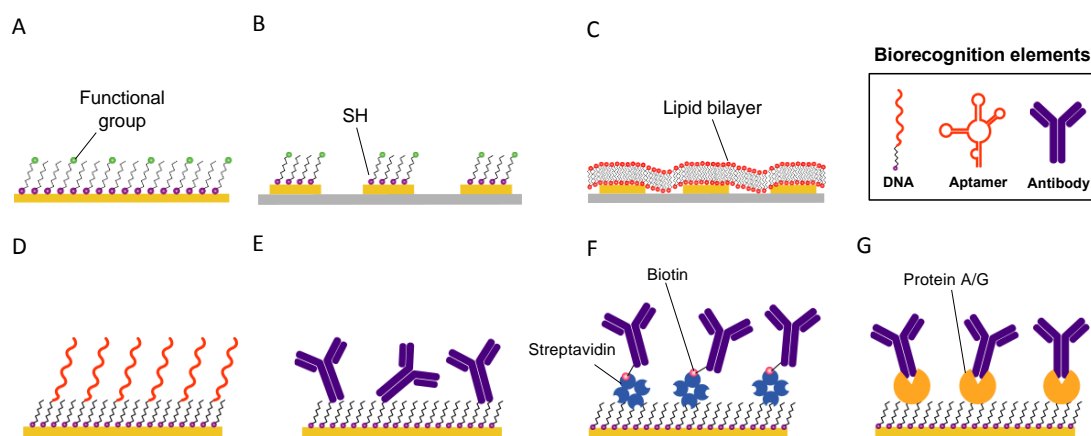 A
Functional
group
B
SH
C
Lipid bilayer
Biorecognition elements
DNA
Aptamer
Antibody
D
E
F
Biotin
Streptavidin
G
Protein A/G